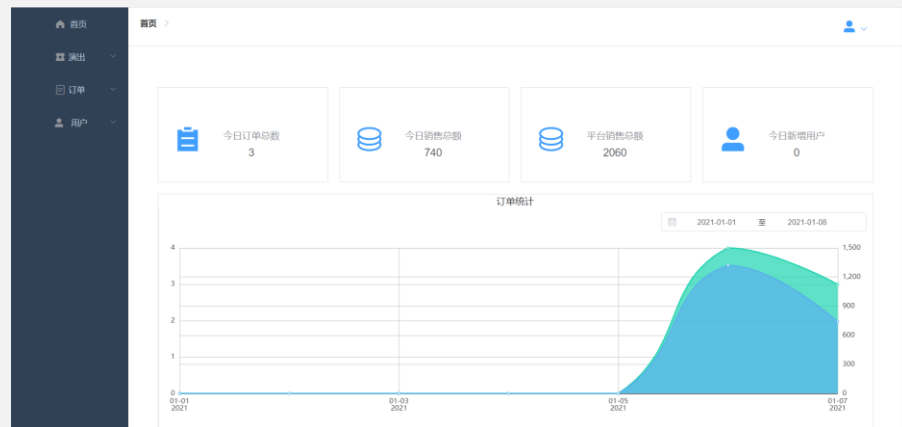 首页
演出
订单
用户
首页
今日订单总数
3
今日销售总额
740
平台销售总额
2060
今日新增用户
0
订单统计
2021-01-01 至 2021-01-08
4
3
2
1
0
1,500
1,200
900
600
300
0
01-01
2021
01-03
2021
01-05
2021
01-07
2021